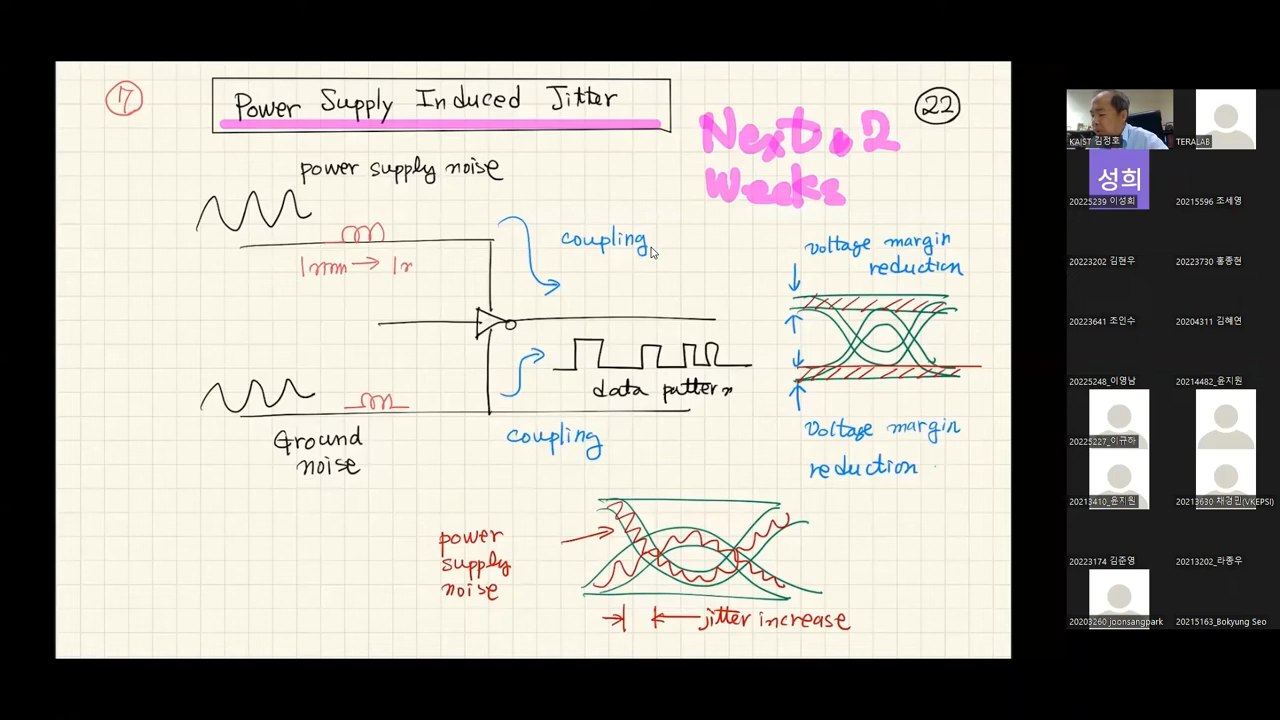 7
Power Supply Induced Jitter
22
Next 2
Weeks
power supply noise
coupling
voltage margin
reduction
data pattern
Ground
noise
coupling
voltage margin
reduction
power
supply
noise
jitter increase
KAIST 김정호
TERALAB
성희
20225239 이성희
20215596 조세영
20223202 김현우
20223730 홍종현
20223641 조인수
20204311 김혜연
20225248_이영남
20214482_윤지원
20225227_이규하
20213410_윤지원
20213630 채경민(VKEPSI)
20223174 김준영
20213202_라종우
20203260 joonsangpark
20215163_Bokyung Seo